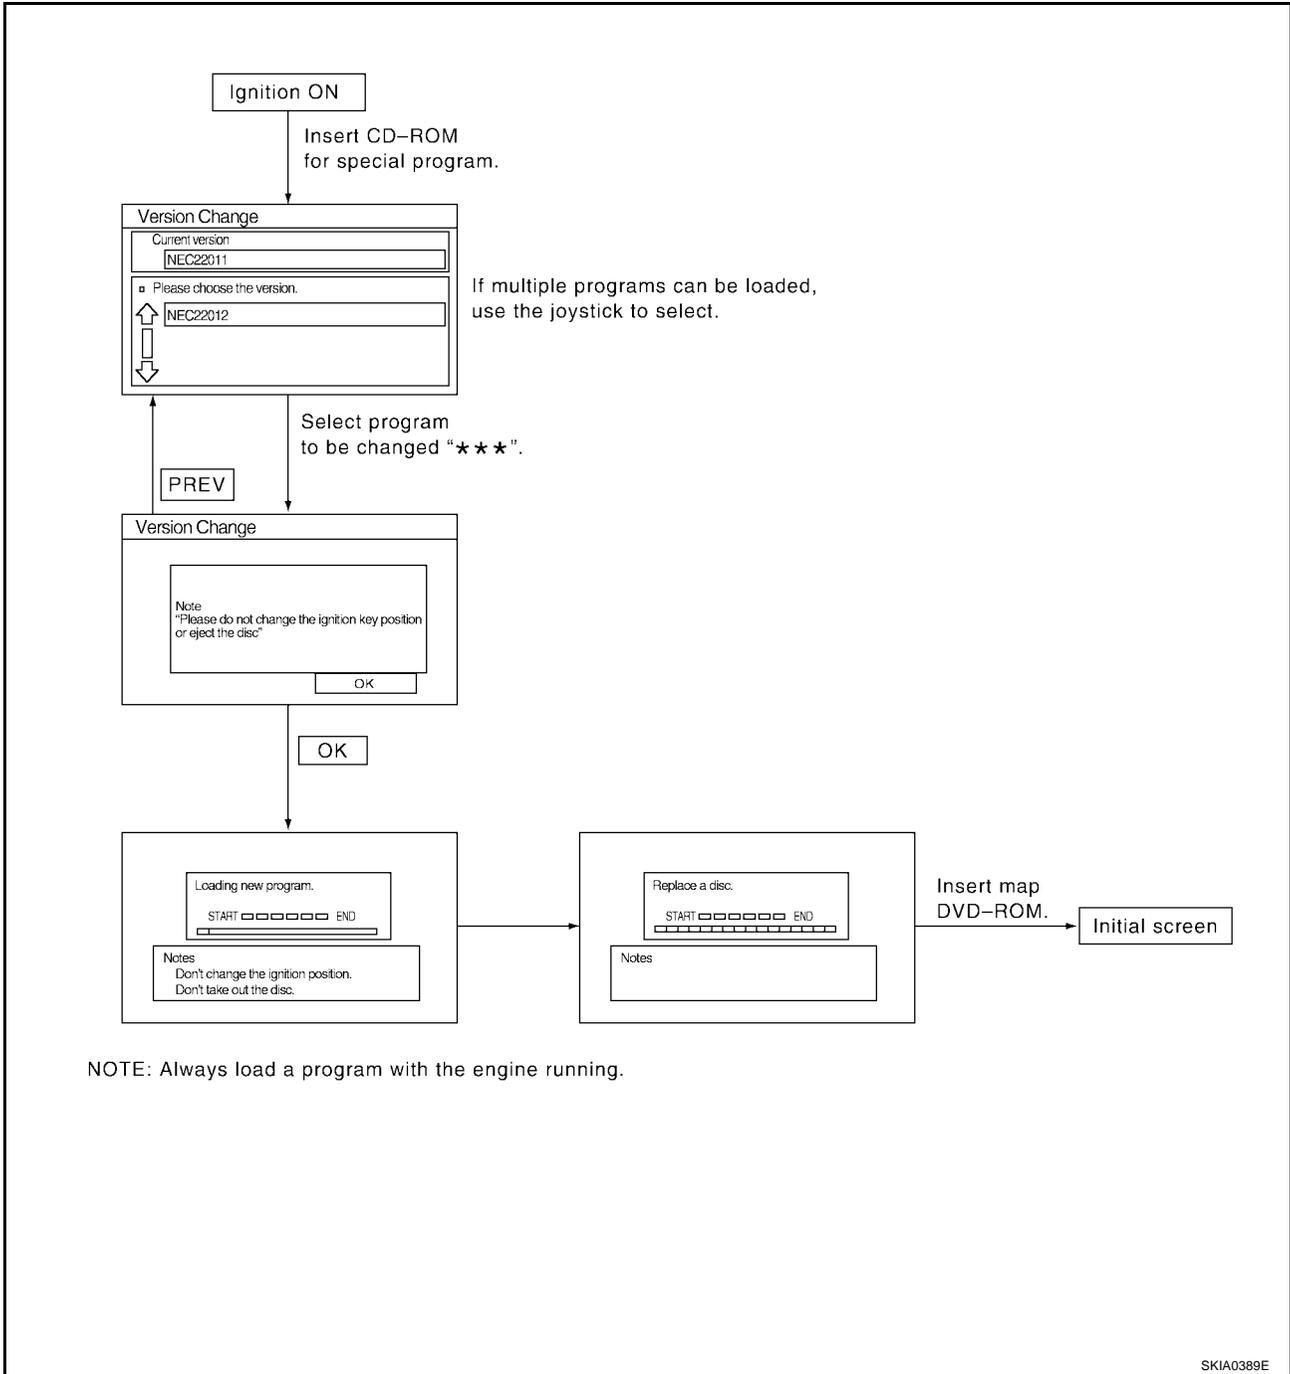 Ignition ON
Insert CD–ROM
for special program.
Version Change
Current version
NEC22011
Please choose the version.
NEC22012
If multiple programs can be loaded,
use the joystick to select.
Select program
to be changed “★★★”.
PREV
Version Change
Note
“Please do not change the ignition key position
or eject the disc”
OK
OK
Loading new program.
START END
Notes
Don't change the ignition position.
Don't take out the disc.
Replace a disc.
START END
Notes
Insert map
DVD–ROM.
Initial screen
NOTE: Always load a program with the engine running.
SKIA0389E